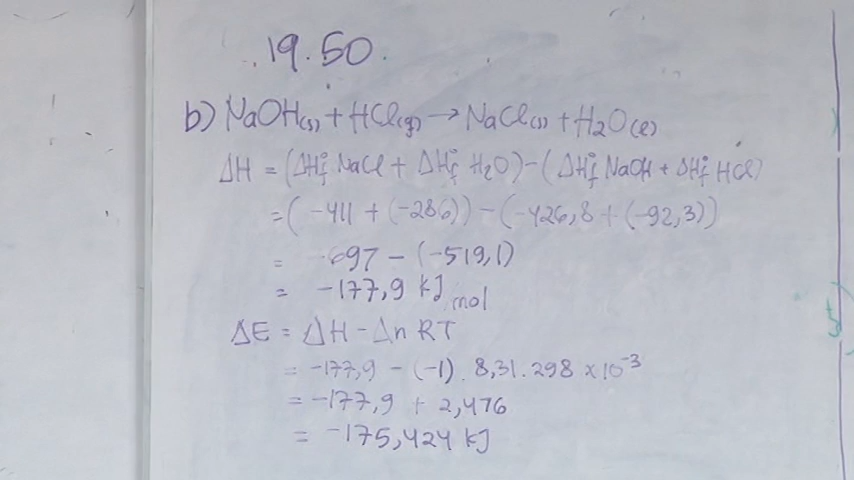 19.50
b) NaOH(s) + HCl(g) → NaCl(s) + H₂O(ℓ)
ΔH = (ΔH°f NaCl + ΔH°f H₂O) - (ΔH°f NaOH + ΔH°f HCl)
= (-411 + (-286)) - (-426,8 + (-92,3))
= -697 - (-519,1)
= -177,9 kJ/mol
ΔE = ΔH - Δn RT
= -177,9 - (-1) . 8,31 . 298 x 10⁻³
= -177,9 + 2,476
= -175,424 kJ